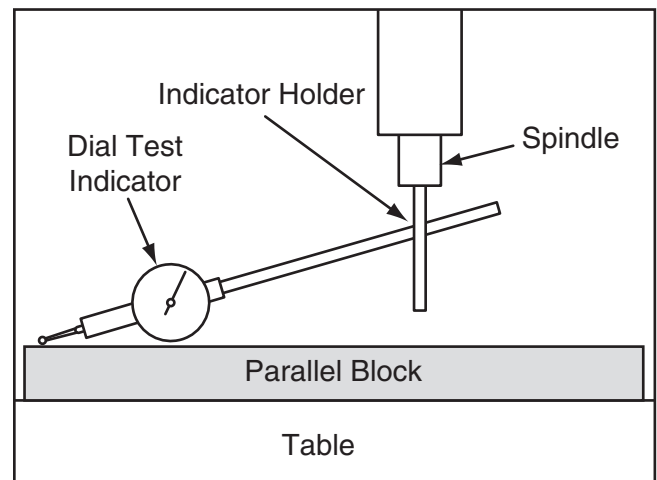 Indicator Holder
Spindle
Dial Test
Indicator
Parallel Block
Table